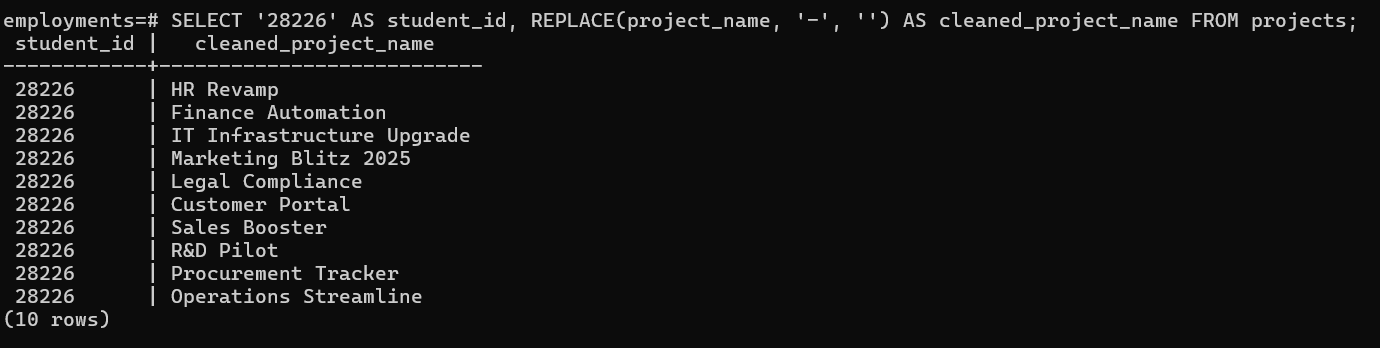 employments=# SELECT '28226' AS student_id, REPLACE(project_name, '-', '') AS cleaned_project_name FROM projects;
 student_id |   cleaned_project_name
------------+---------------------------
 28226      | HR Revamp
 28226      | Finance Automation
 28226      | IT Infrastructure Upgrade
 28226      | Marketing Blitz 2025
 28226      | Legal Compliance
 28226      | Customer Portal
 28226      | Sales Booster
 28226      | R&D Pilot
 28226      | Procurement Tracker
 28226      | Operations Streamline
(10 rows)